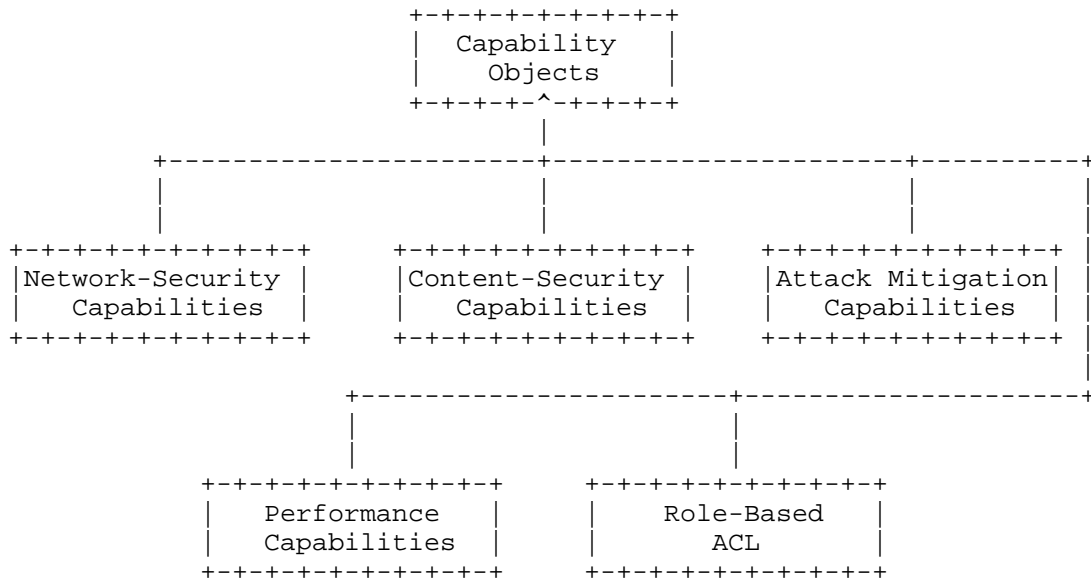 Capability
Objects
Network-Security Content-Security Attack Mitigation
Capabilities Capabilities Capabilities
Performance Role-Based
Capabilities ACL